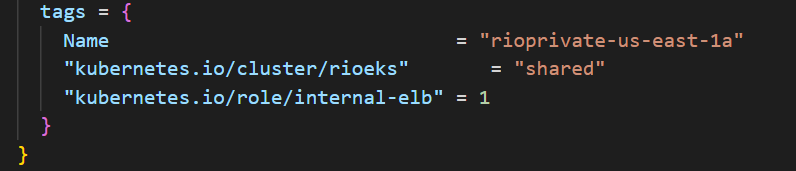 tags = {
Name = "rioprivate-us-east-1a"
"kubernetes.io/cluster/rioeks" = "shared"
"kubernetes.io/role/internal-elb" = 1
}
}